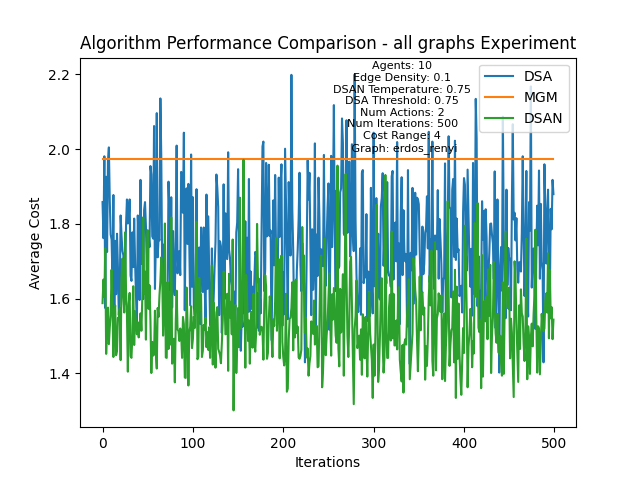 Algorithm Performance Comparison - all graphs Experiment
Agents: 10
Edge Density: 0.1
DSAN Temperature: 0.75
DSA Threshold: 0.75
Num Actions: 2
Num Iterations: 500
Cost Range: 4
Graph: erdos_renyi
DSA
MGM
DSAN
2.2
2.0
1.8
1.6
1.4
Average Cost
0
100
200
300
400
500
Iterations